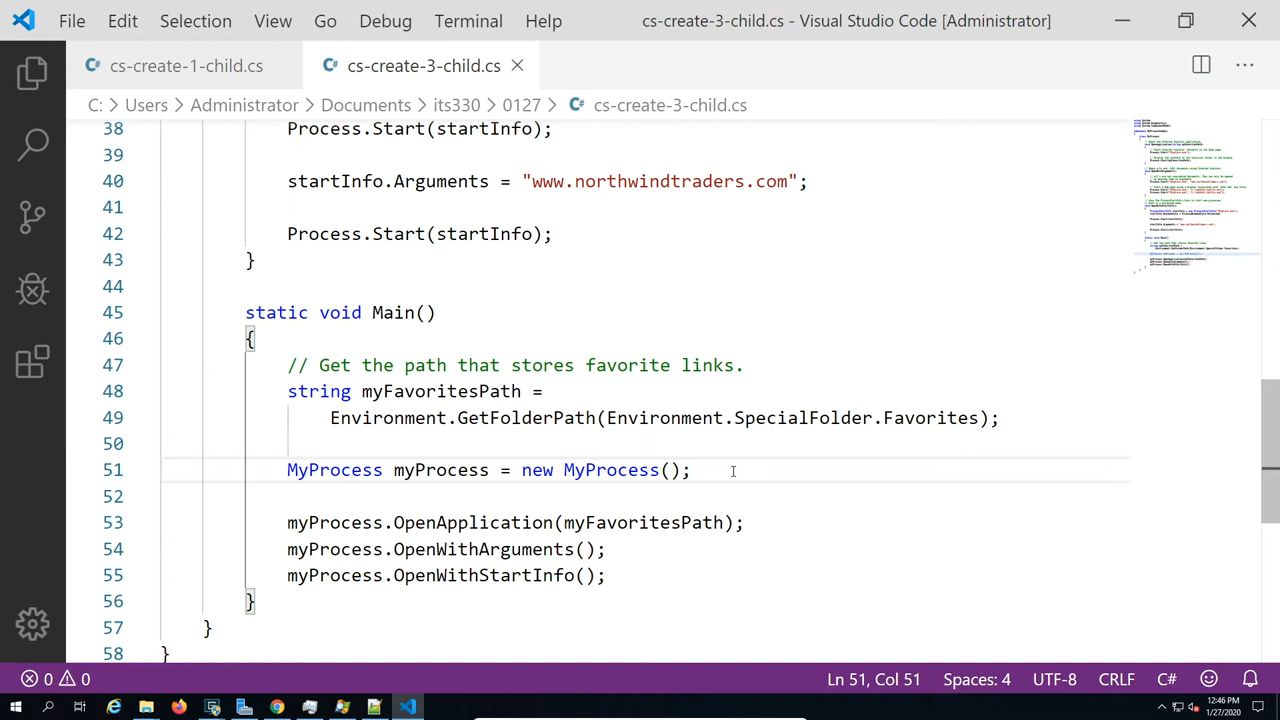 File Edit Selection View Go Debug Terminal Help cs-create-3-child.cs - Visual Studio Code [Administrator]
cs-create-1-child.cs cs-create-3-child.cs
C: > Users > Administrator > Documents > its330 > 0127 > cs-create-3-child.cs
38 Process.Start(startInfo);
39
40 startInfo.Arguments = "www.northwindtraders.com";
41
42 Process.Start(startInfo);
43 }
44
45 static void Main()
46 {
47 // Get the path that stores favorite links.
48 string myFavoritesPath =
49 Environment.GetFolderPath(Environment.SpecialFolder.Favorites);
50
51 MyProcess myProcess = new MyProcess();
52
53 myProcess.OpenApplication(myFavoritesPath);
54 myProcess.OpenWithArguments();
55 myProcess.OpenWithStartInfo();
56 }
57 }
58 }
0 0 Ln 51, Col 51 Spaces: 4 UTF-8 CRLF C#
12:46 PM
1/27/2020